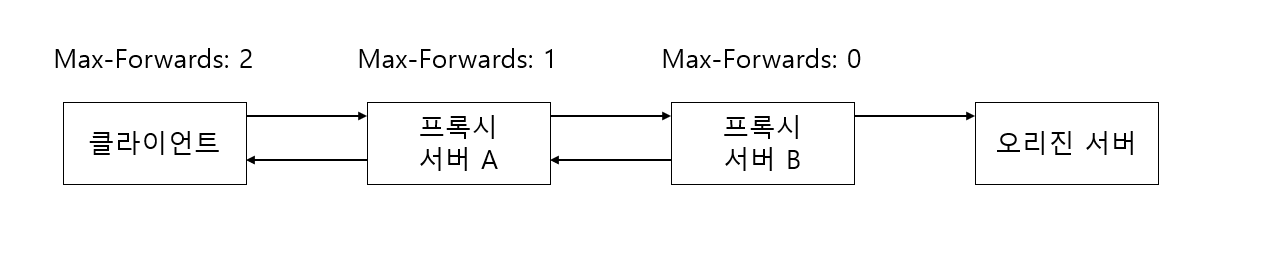 Max-Forwards: 2
Max-Forwards: 1
Max-Forwards: 0
클라이언트
프록시
서버 A
프록시
서버 B
오리진 서버